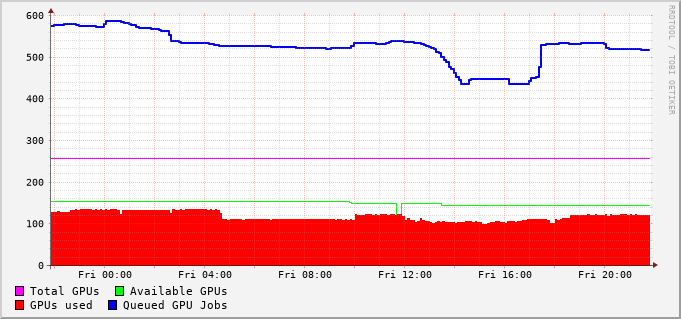 RRDTOOL / TOBI OETIKER
600
500
400
300
200
100
0
Fri 00:00 Fri 04:00 Fri 08:00 Fri 12:00 Fri 16:00 Fri 20:00
Total GPUs Available GPUs
GPUs used Queued GPU Jobs